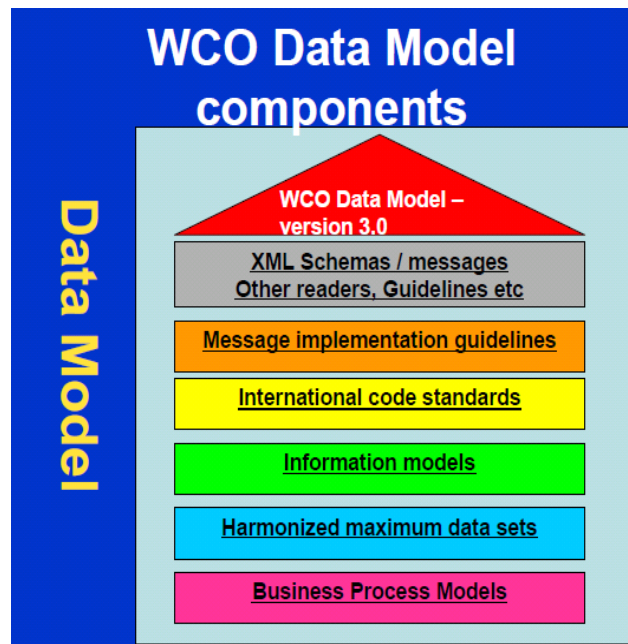 WCO Data Model
components
Data Model
WCO Data Model –
version 3.0
XML Schemas / messages
Other readers, Guidelines etc
Message implementation guidelines
International code standards
Information models
Harmonized maximum data sets
Business Process Models